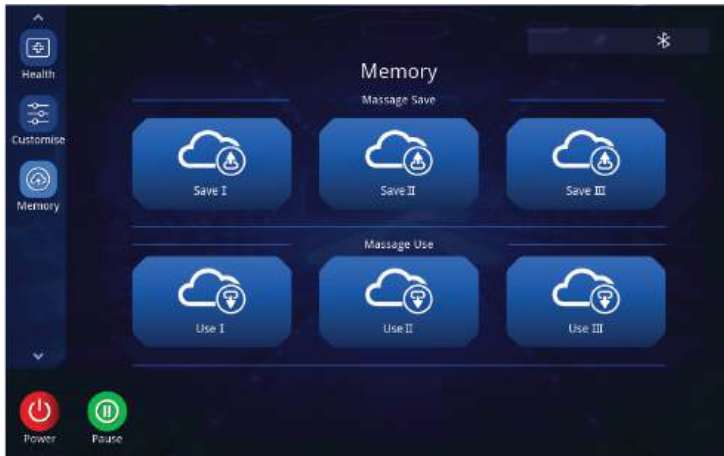 Health
Customise
Memory
Memory
Massage Save
Save I
Save II
Save III
Massage Use
Use I
Use II
Use III
Power
Pause